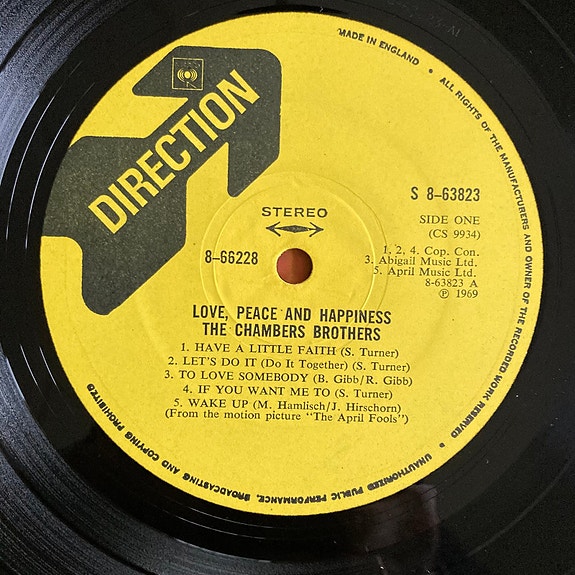 DIRECTION
MADE IN ENGLAND • ALL RIGHTS OF THE MANUFACTURERS AND OWNER OF THE RECORDED WORK RESERVED • UNAUTHORIZED PUBLIC PERFORMANCE, BROADCASTING AND COPYING PROHIBITED
S 8-63823
STEREO
SIDE ONE
(CS 9934)
8-66228
1, 2, 4. Cop. Con.
3. Abigail Music Ltd.
5. April Music Ltd.
8-63823 A
℗ 1969
LOVE, PEACE AND HAPPINESS
THE CHAMBERS BROTHERS
1. HAVE A LITTLE FAITH (S. Turner)
2. LET'S DO IT (Do It Together) (S. Turner)
3. TO LOVE SOMEBODY (B. Gibb/R. Gibb)
4. IF YOU WANT ME TO (S. Turner)
5. WAKE UP (M. Hamlisch/J. Hirschorn)
(From the motion picture "The April Fools")